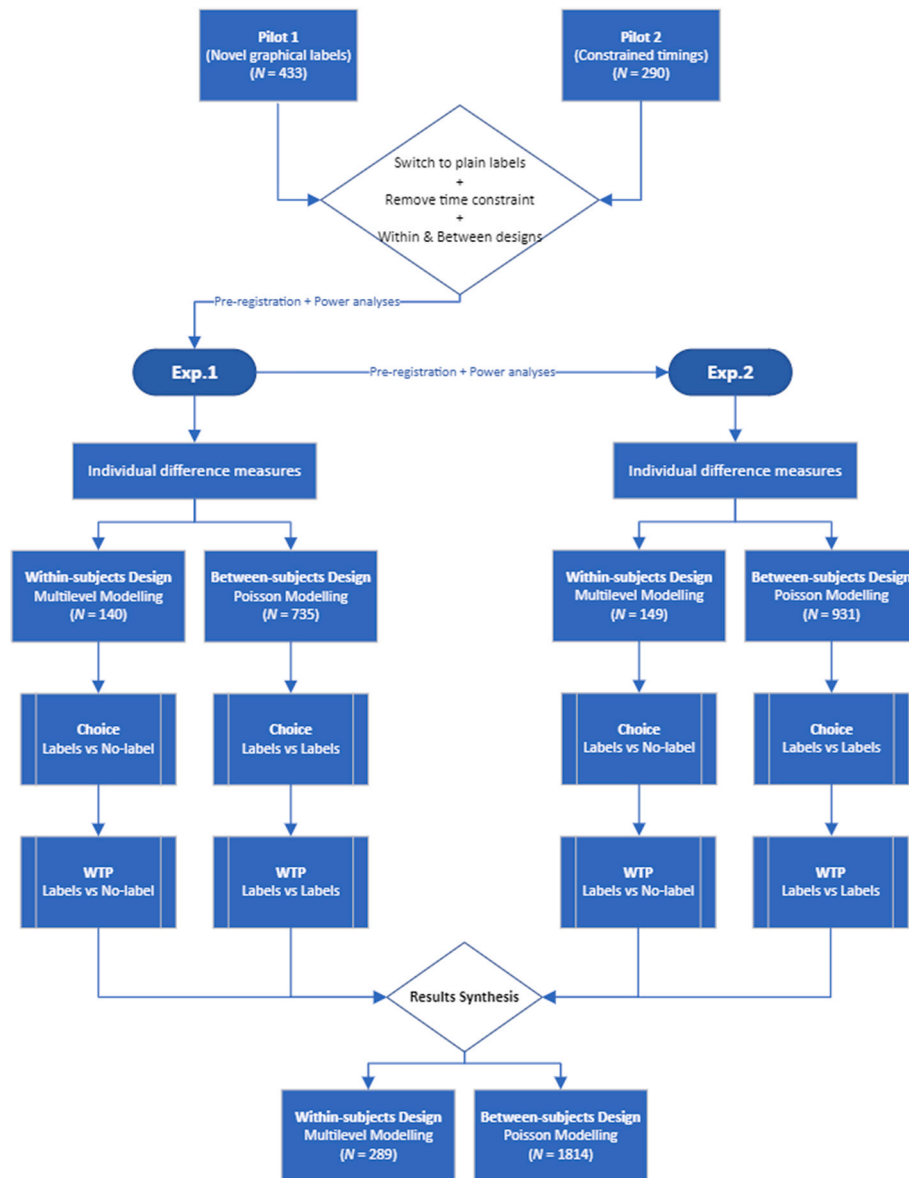 Pilot 1
(Novel graphical labels)
(N = 433)
Pilot 2
(Constrained timings)
(N = 290)
Switch to plain labels
+
Remove time constraint
+
Within & Between designs
Pre-registration + Power analyses
Exp.1
Pre-registration + Power analyses
Exp.2
Individual difference measures
Individual difference measures
Within-subjects Design
Multilevel Modelling
(N = 140)
Between-subjects Design
Poisson Modelling
(N = 735)
Within-subjects Design
Multilevel Modelling
(N = 149)
Between-subjects Design
Poisson Modelling
(N = 931)
Choice
Labels vs No-label
Choice
Labels vs Labels
Choice
Labels vs No-label
Choice
Labels vs Labels
WTP
Labels vs No-label
WTP
Labels vs Labels
WTP
Labels vs No-label
WTP
Labels vs Labels
Results Synthesis
Within-subjects Design
Multilevel Modelling
(N = 289)
Between-subjects Design
Poisson Modelling
(N = 1814)